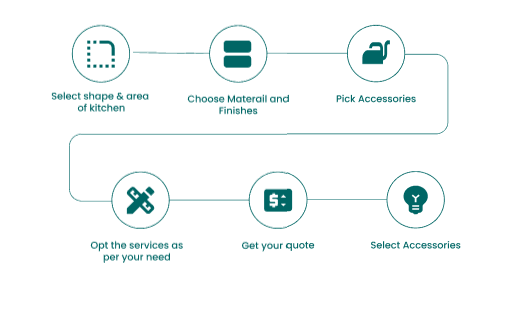 Select shape & area
of kitchen
Choose Materail and
Finishes
Pick Accessories
Opt the services as
per your need
Get your quote
Select Accessories